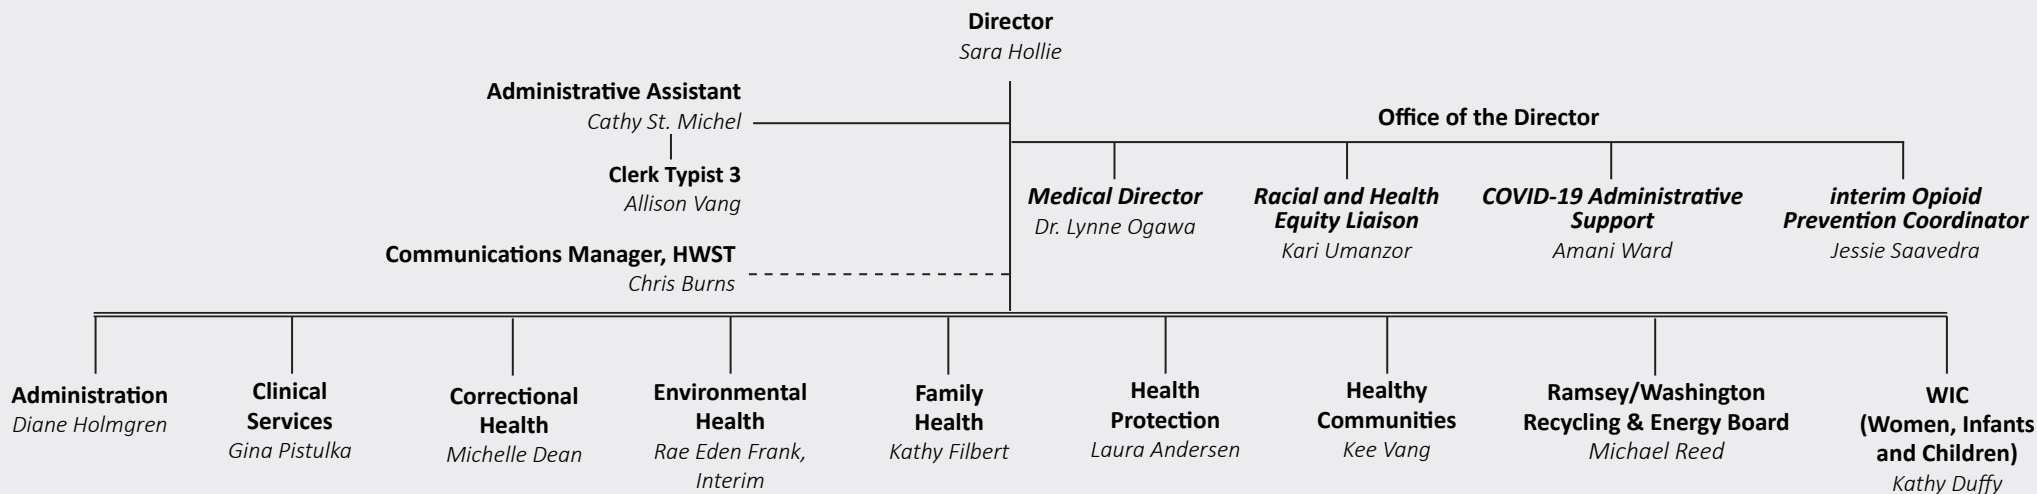 Director
Sara Hollie
Administrative Assistant
Cathy St. Michel
Clerk Typist 3
Allison Vang
Communications Manager, HWST
Chris Burns
Office of the Director
Medical Director
Dr. Lynne Ogawa
Racial and Health
Equity Liaison
Kari Umanzor
COVID-19 Administrative
Support
Amani Ward
interim Opioid
Prevention Coordinator
Jessie Saavedra
Administration
Diane Holmgren
Clinical
Services
Gina Pistulka
Correctional
Health
Michelle Dean
Environmental
Health
Rae Eden Frank,
Interim
Family
Health
Kathy Filbert
Health
Protection
Laura Andersen
Healthy
Communities
Kee Vang
Ramsey/Washington
Recycling & Energy Board
Michael Reed
WIC
(Women, Infants
and Children)
Kathy Duffy